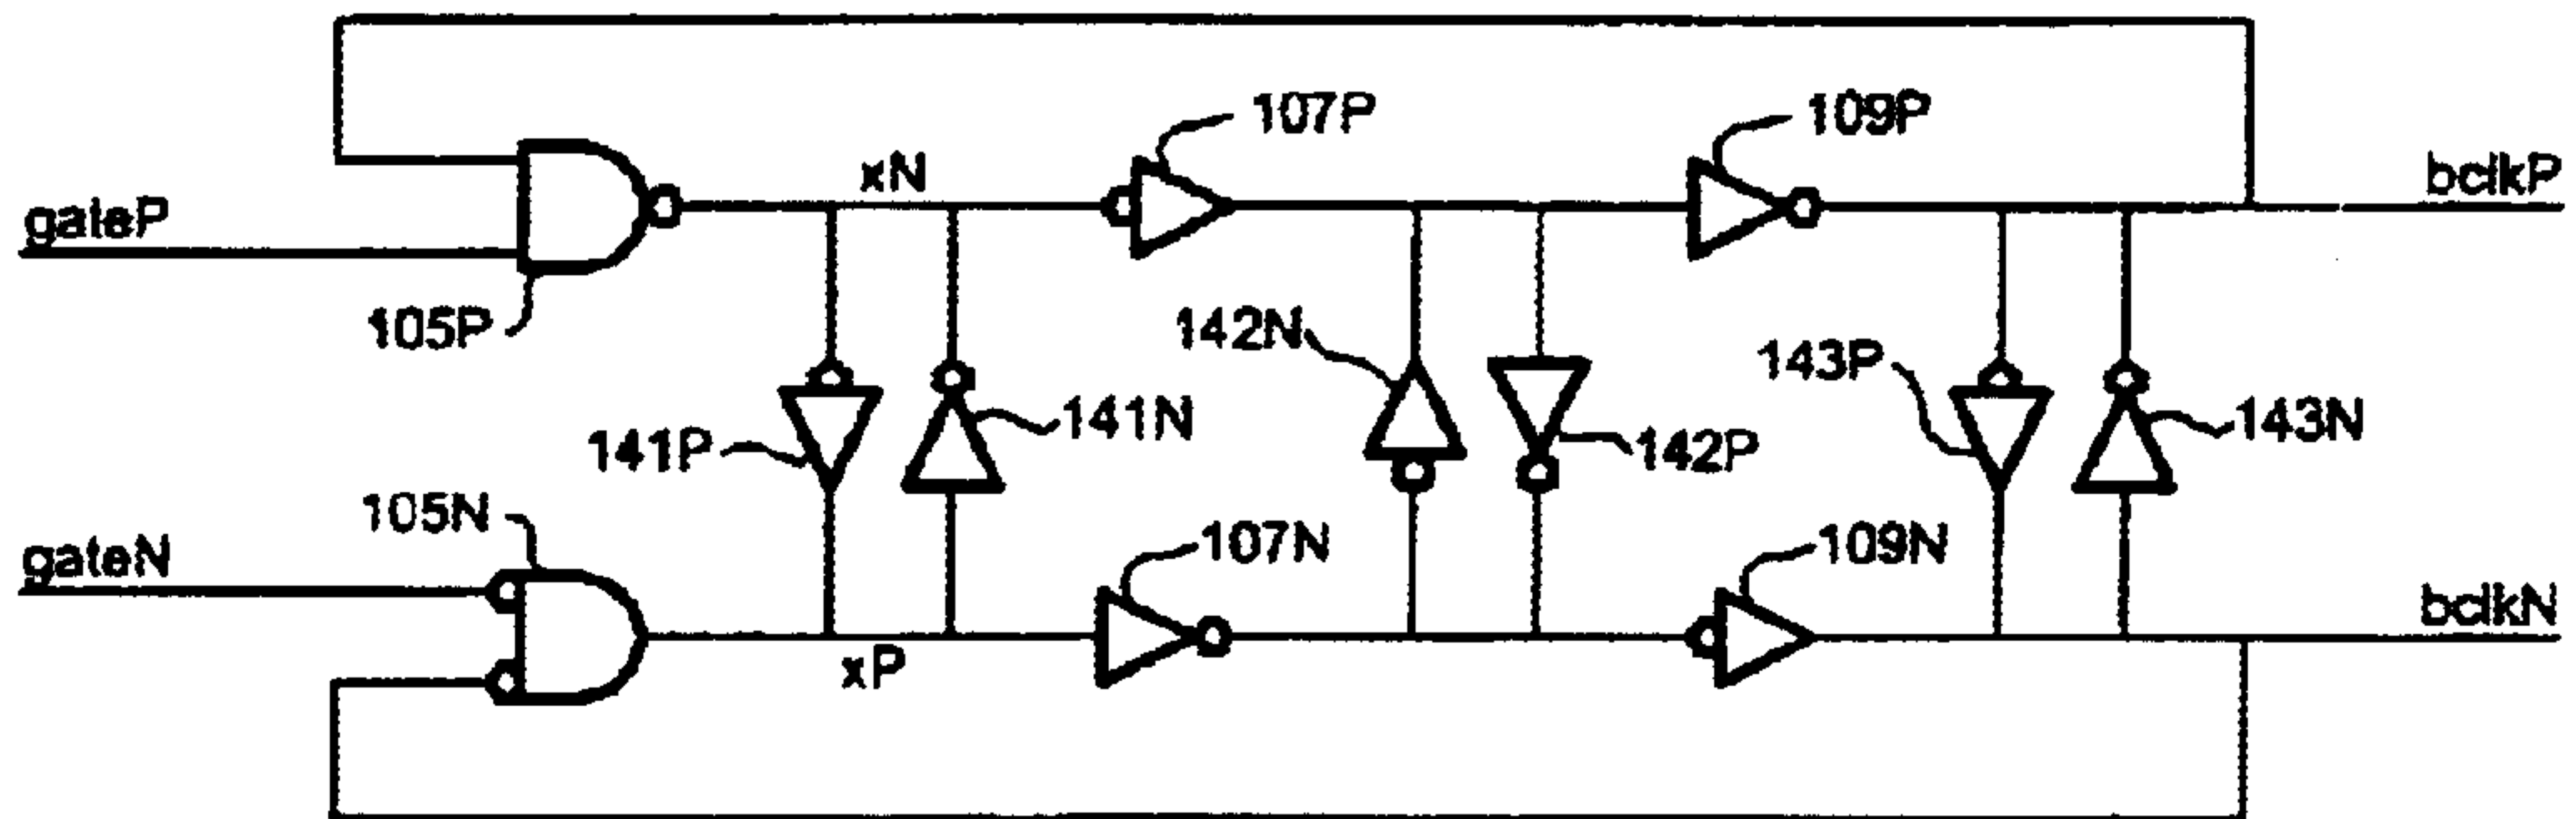 107P
109P
xN
bclkP
gateP
105P
142N
143P
141N
143N
141P
142P
105N
107N
109N
gateN
bclkN
xP